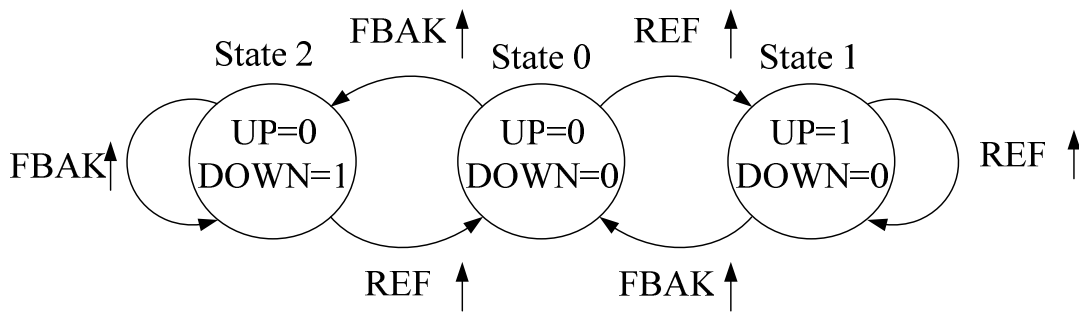 FBAK
REF
State 2
State 0
State 1
UP=0
DOWN=1
UP=0
DOWN=0
UP=1
DOWN=0
FBAK
REF
REF
FBAK